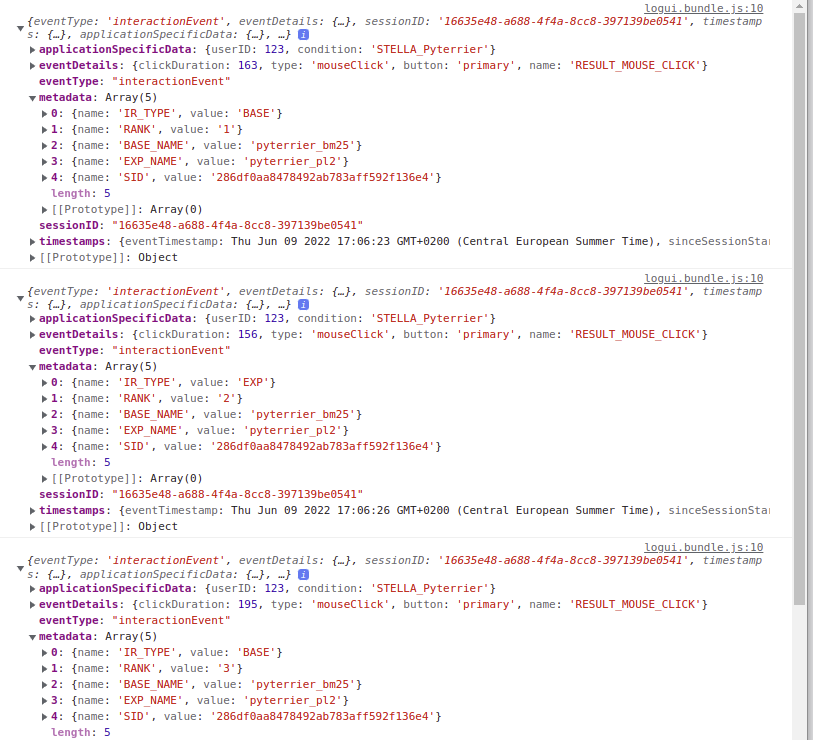 logui.bundle.js:10
{eventType: 'interactionEvent', eventDetails: {…}, sessionID: '16635e48-a688-4f4a-8cc8-397139be0541', timestamp
s: {…}, applicationSpecificData: {…}, …} i
applicationSpecificData: {userID: 123, condition: 'STELLA_Pyterrier'}
eventDetails: {clickDuration: 163, type: 'mouseClick', button: 'primary', name: 'RESULT_MOUSE_CLICK'}
eventType: "interactionEvent"
metadata: Array(5)
0: {name: 'IR_TYPE', value: 'BASE'}
1: {name: 'RANK', value: '1'}
2: {name: 'BASE_NAME', value: 'pyterrier_bm25'}
3: {name: 'EXP_NAME', value: 'pyterrier_pl2'}
4: {name: 'SID', value: '286df0aa8478492ab783aff592f136e4'}
length: 5
[[Prototype]]: Array(0)
sessionID: "16635e48-a688-4f4a-8cc8-397139be0541"
timestamps: {eventTimestamp: Thu Jun 09 2022 17:06:23 GMT+0200 (Central European Summer Time), sinceSessionStar
[[Prototype]]: Object
logui.bundle.js:10
{eventType: 'interactionEvent', eventDetails: {…}, sessionID: '16635e48-a688-4f4a-8cc8-397139be0541', timestamp
s: {…}, applicationSpecificData: {…}, …} i
applicationSpecificData: {userID: 123, condition: 'STELLA_Pyterrier'}
eventDetails: {clickDuration: 156, type: 'mouseClick', button: 'primary', name: 'RESULT_MOUSE_CLICK'}
eventType: "interactionEvent"
metadata: Array(5)
0: {name: 'IR_TYPE', value: 'EXP'}
1: {name: 'RANK', value: '2'}
2: {name: 'BASE_NAME', value: 'pyterrier_bm25'}
3: {name: 'EXP_NAME', value: 'pyterrier_pl2'}
4: {name: 'SID', value: '286df0aa8478492ab783aff592f136e4'}
length: 5
[[Prototype]]: Array(0)
sessionID: "16635e48-a688-4f4a-8cc8-397139be0541"
timestamps: {eventTimestamp: Thu Jun 09 2022 17:06:26 GMT+0200 (Central European Summer Time), sinceSessionStar
[[Prototype]]: Object
logui.bundle.js:10
{eventType: 'interactionEvent', eventDetails: {…}, sessionID: '16635e48-a688-4f4a-8cc8-397139be0541', timestamp
s: {…}, applicationSpecificData: {…}, …} i
applicationSpecificData: {userID: 123, condition: 'STELLA_Pyterrier'}
eventDetails: {clickDuration: 195, type: 'mouseClick', button: 'primary', name: 'RESULT_MOUSE_CLICK'}
eventType: "interactionEvent"
metadata: Array(5)
0: {name: 'IR_TYPE', value: 'BASE'}
1: {name: 'RANK', value: '3'}
2: {name: 'BASE_NAME', value: 'pyterrier_bm25'}
3: {name: 'EXP_NAME', value: 'pyterrier_pl2'}
4: {name: 'SID', value: '286df0aa8478492ab783aff592f136e4'}
length: 5